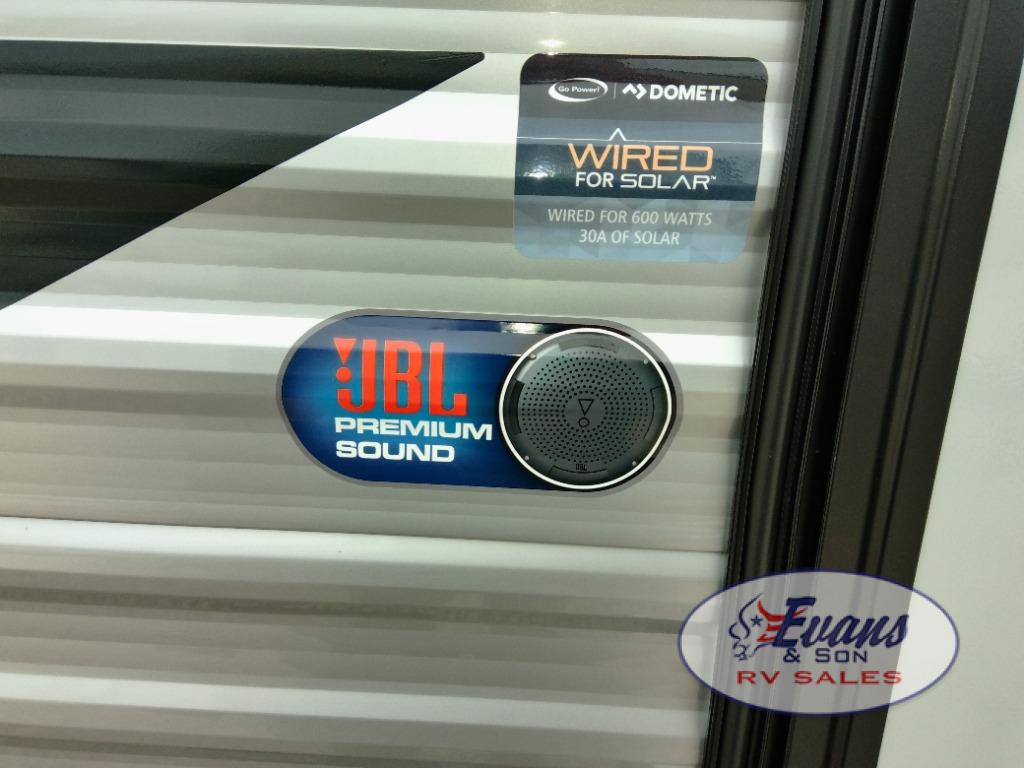 Go Power! DOMETIC
WIRED
FOR SOLAR™
WIRED FOR 600 WATTS
30A OF SOLAR
JBL
PREMIUM
SOUND
JBL
Evans
& SON
RV SALES